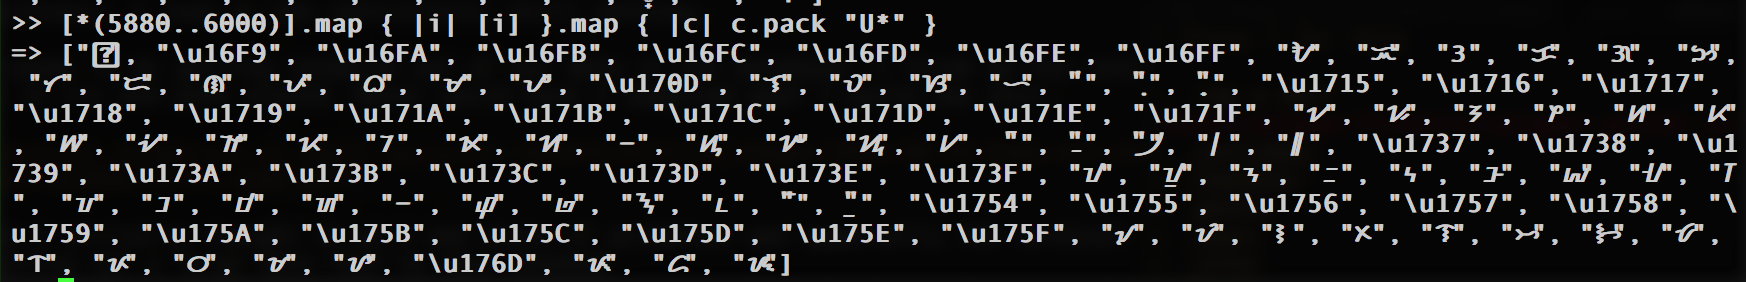 >> [*(5880..6000)].map { |i| [i] }.map { |c| c.pack "U*" }
=> ["�", "\u16F9", "\u16FA", "\u16FB", "\u16FC", "\u16FD", "\u16FE", "\u16FF", "ᜀ", "ᜁ", "ᜂ", "ᜃ", "ᜄ", "ᜅ",
"ᜆ", "ᜇ", "ᜈ", "ᜉ", "ᜊ", "ᜋ", "ᜌ", "\u170D", "ᜎ", "ᜏ", "ᜐ", "ᜑ", "ᜒ", "ᜓ", "᜔", "\u1715", "\u1716", "\u1717",
"\u1718", "\u1719", "\u171A", "\u171B", "\u171C", "\u171D", "\u171E", "\u171F", "ᜠ", "ᜡ", "ᜢ", "ᜣ", "ᜤ", "ᜥ"
, "ᜦ", "ᜧ", "ᜨ", "ᜩ", "ᜪ", "ᜫ", "ᜬ", "ᜭ", "ᜮ", "ᜯ", "ᜰ", "ᜱ", "ᜲ", "ᜳ", "᜴", "᜵", "᜶", "\u1737", "\u1738", "\u1
739", "\u173A", "\u173B", "\u173C", "\u173D", "\u173E", "\u173F", "ᝀ", "ᝁ", "ᝂ", "ᝃ", "ᝄ", "ᝅ", "ᝆ", "ᝇ", "ᝈ"
, "ᝉ", "ᝊ", "ᝋ", "ᝌ", "ᝍ", "ᝎ", "ᝏ", "ᝐ", "ᝑ", "ᝒ", "ᝓ", "\u1754", "\u1755", "\u1756", "\u1757", "\u1758", "\
u1759", "\u175A", "\u175B", "\u175C", "\u175D", "\u175E", "\u175F", "ᝠ", "ᝡ", "ᝢ", "ᝣ", "ᝤ", "ᝥ", "ᝦ", "ᝧ",
"ᝨ", "ᝩ", "ᝪ", "ᝫ", "ᝬ", "\u176D", "ᝮ", "ᝯ", "ᝰ"]